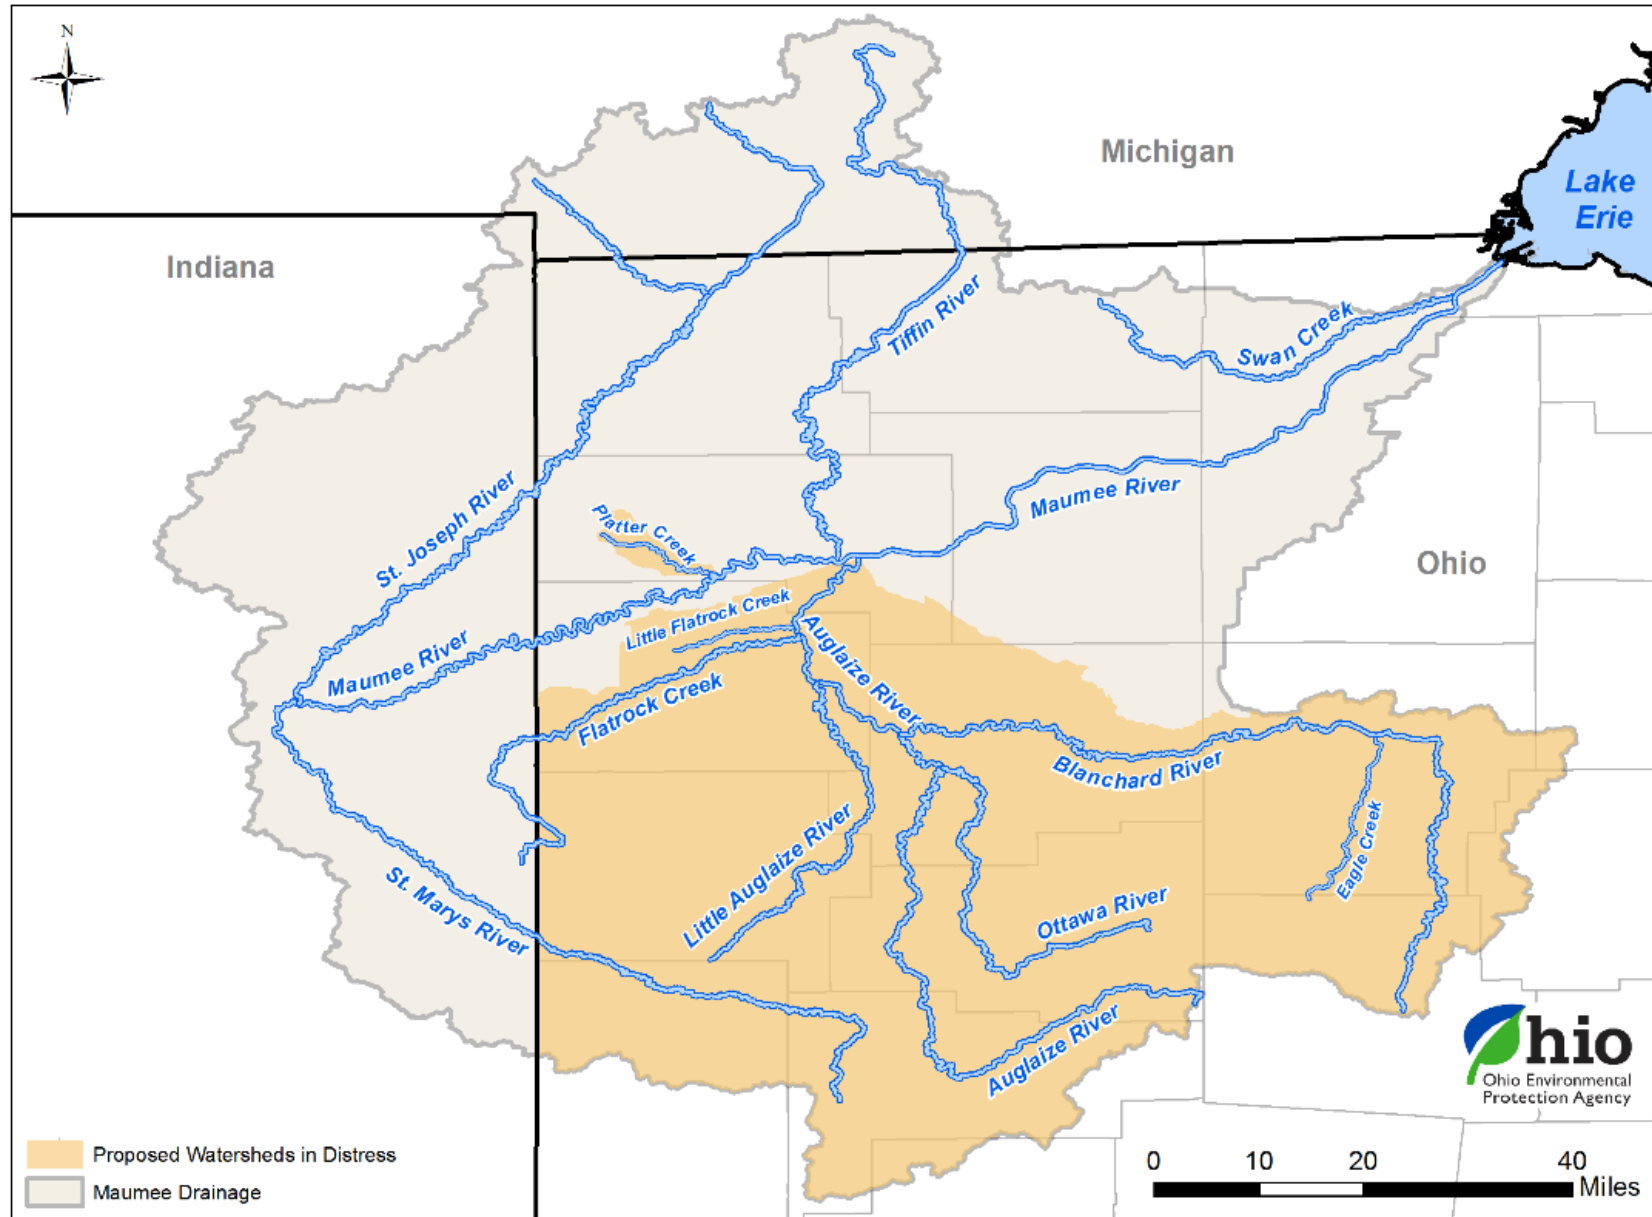 N
Michigan
Lake
Erie
Indiana
Tiffin River
Swan Creek
St. Joseph River
Maumee River
Platter Creek
Ohio
Little Flatrock Creek
Maumee River
Auglaize River
Flatrock Creek
Blanchard River
Eagle Creek
Little Auglaize River
St. Marys River
Ottawa River
Auglaize River
hio
Ohio Environmental
Protection Agency
Proposed Watersheds in Distress
Maumee Drainage
0 10 20 40
Miles